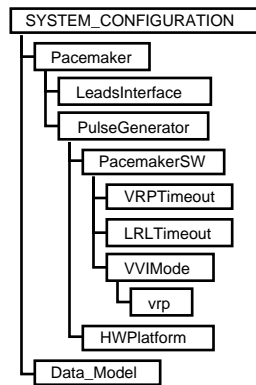 SYSTEM_CONFIGURATION
Pacemaker
LeadsInterface
PulseGenerator
PacemakerSW
VRPTimeout
LRLTimeout
VVIMode
vrp
HWPlatform
Data_Model